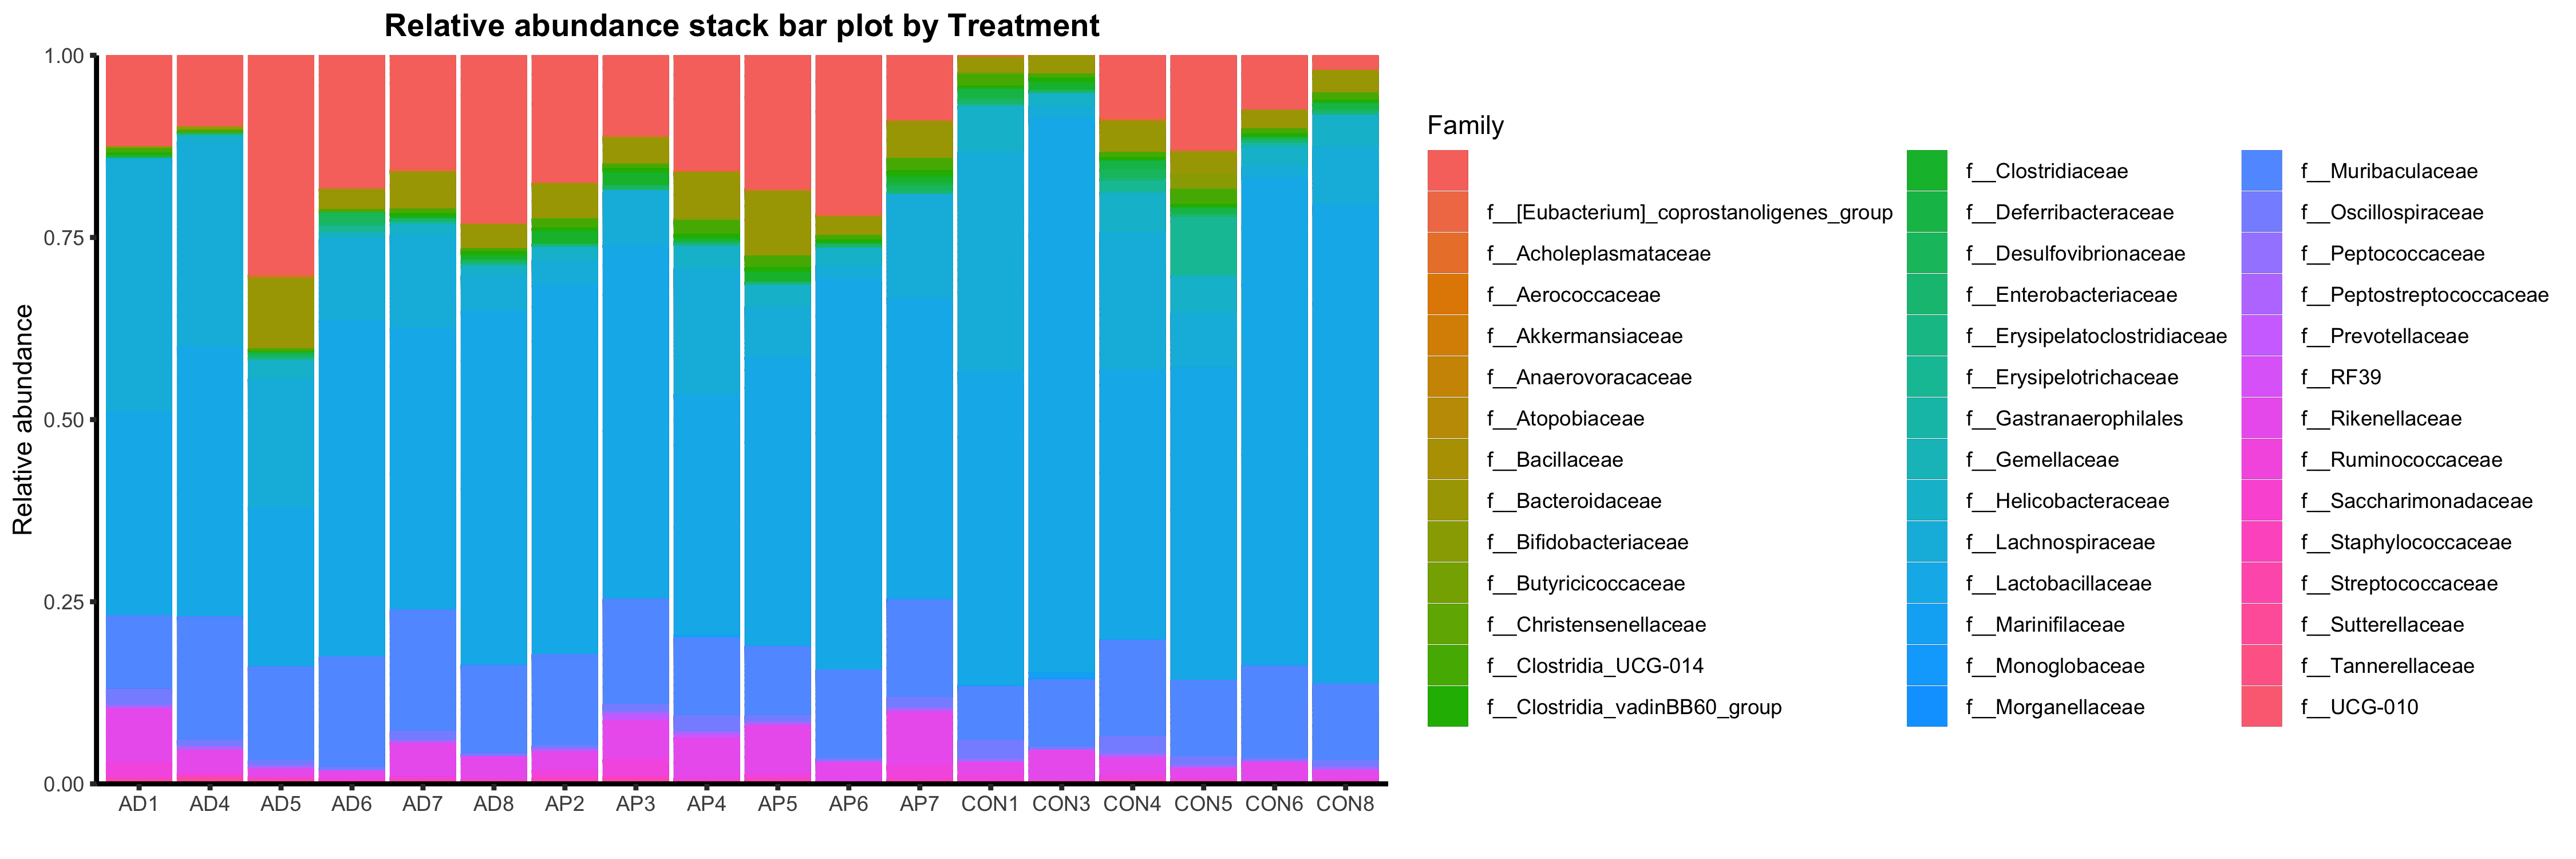 Relative abundance stack bar plot by Treatment
Relative abundance
1.00
0.75
0.50
0.25
0.00
AD1 AD4 AD5 AD6 AD7 AD8 AP2 AP3 AP4 AP5 AP6 AP7 CON1 CON3 CON4 CON5 CON6 CON8
Family
f__[Eubacterium]_coprostanoligenes_group
f__Acholeplasmataceae
f__Aerococcaceae
f__Akkermansiaceae
f__Anaerovoracaceae
f__Atopobiaceae
f__Bacillaceae
f__Bacteroidaceae
f__Bifidobacteriaceae
f__Butyricicoccaceae
f__Christensenellaceae
f__Clostridia_UCG-014
f__Clostridia_vadinBB60_group
f__Clostridiaceae
f__Deferribacteraceae
f__Desulfovibrionaceae
f__Enterobacteriaceae
f__Erysipelatoclostridiaceae
f__Erysipelotrichaceae
f__Gastranaerophilales
f__Gemellaceae
f__Helicobacteraceae
f__Lachnospiraceae
f__Lactobacillaceae
f__Marinifilaceae
f__Monoglobaceae
f__Morganellaceae
f__Muribaculaceae
f__Oscillospiraceae
f__Peptococcaceae
f__Peptostreptococcaceae
f__Prevotellaceae
f__RF39
f__Rikenellaceae
f__Ruminococcaceae
f__Saccharimonadaceae
f__Staphylococcaceae
f__Streptococcaceae
f__Sutterellaceae
f__Tannerellaceae
f__UCG-010